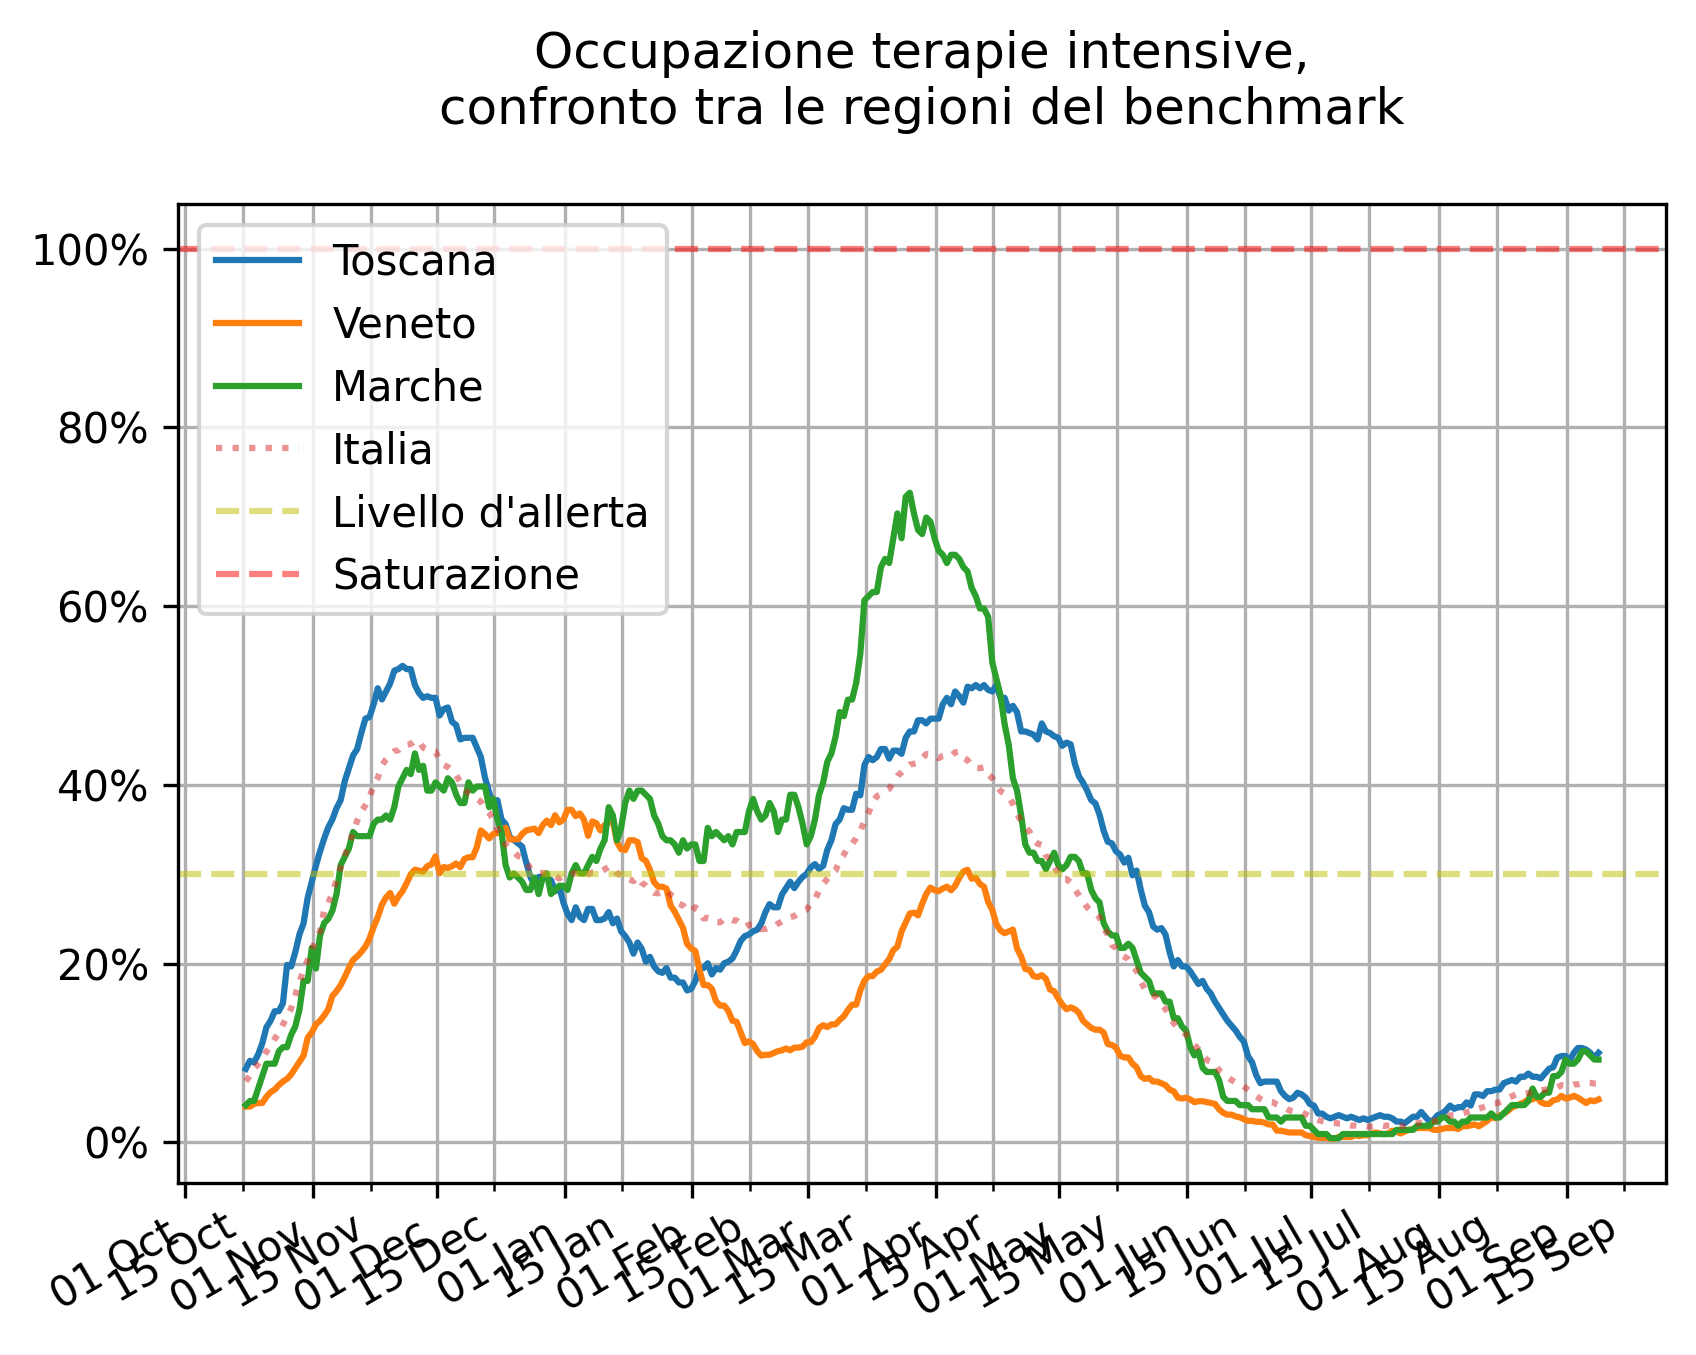 Occupazione terapie intensive,
confronto tra le regioni del benchmark
100%
80%
60%
40%
20%
0%
Toscana
Veneto
Marche
Italia
Livello d'allerta
Saturazione
01 Oct
15 Oct
01 Nov
15 Nov
01 Dec
15 Dec
01 Jan
15 Jan
01 Feb
15 Feb
01 Mar
15 Mar
01 Apr
15 Apr
01 May
15 May
01 Jun
15 Jun
01 Jul
15 Jul
01 Aug
15 Aug
01 Sep
15 Sep